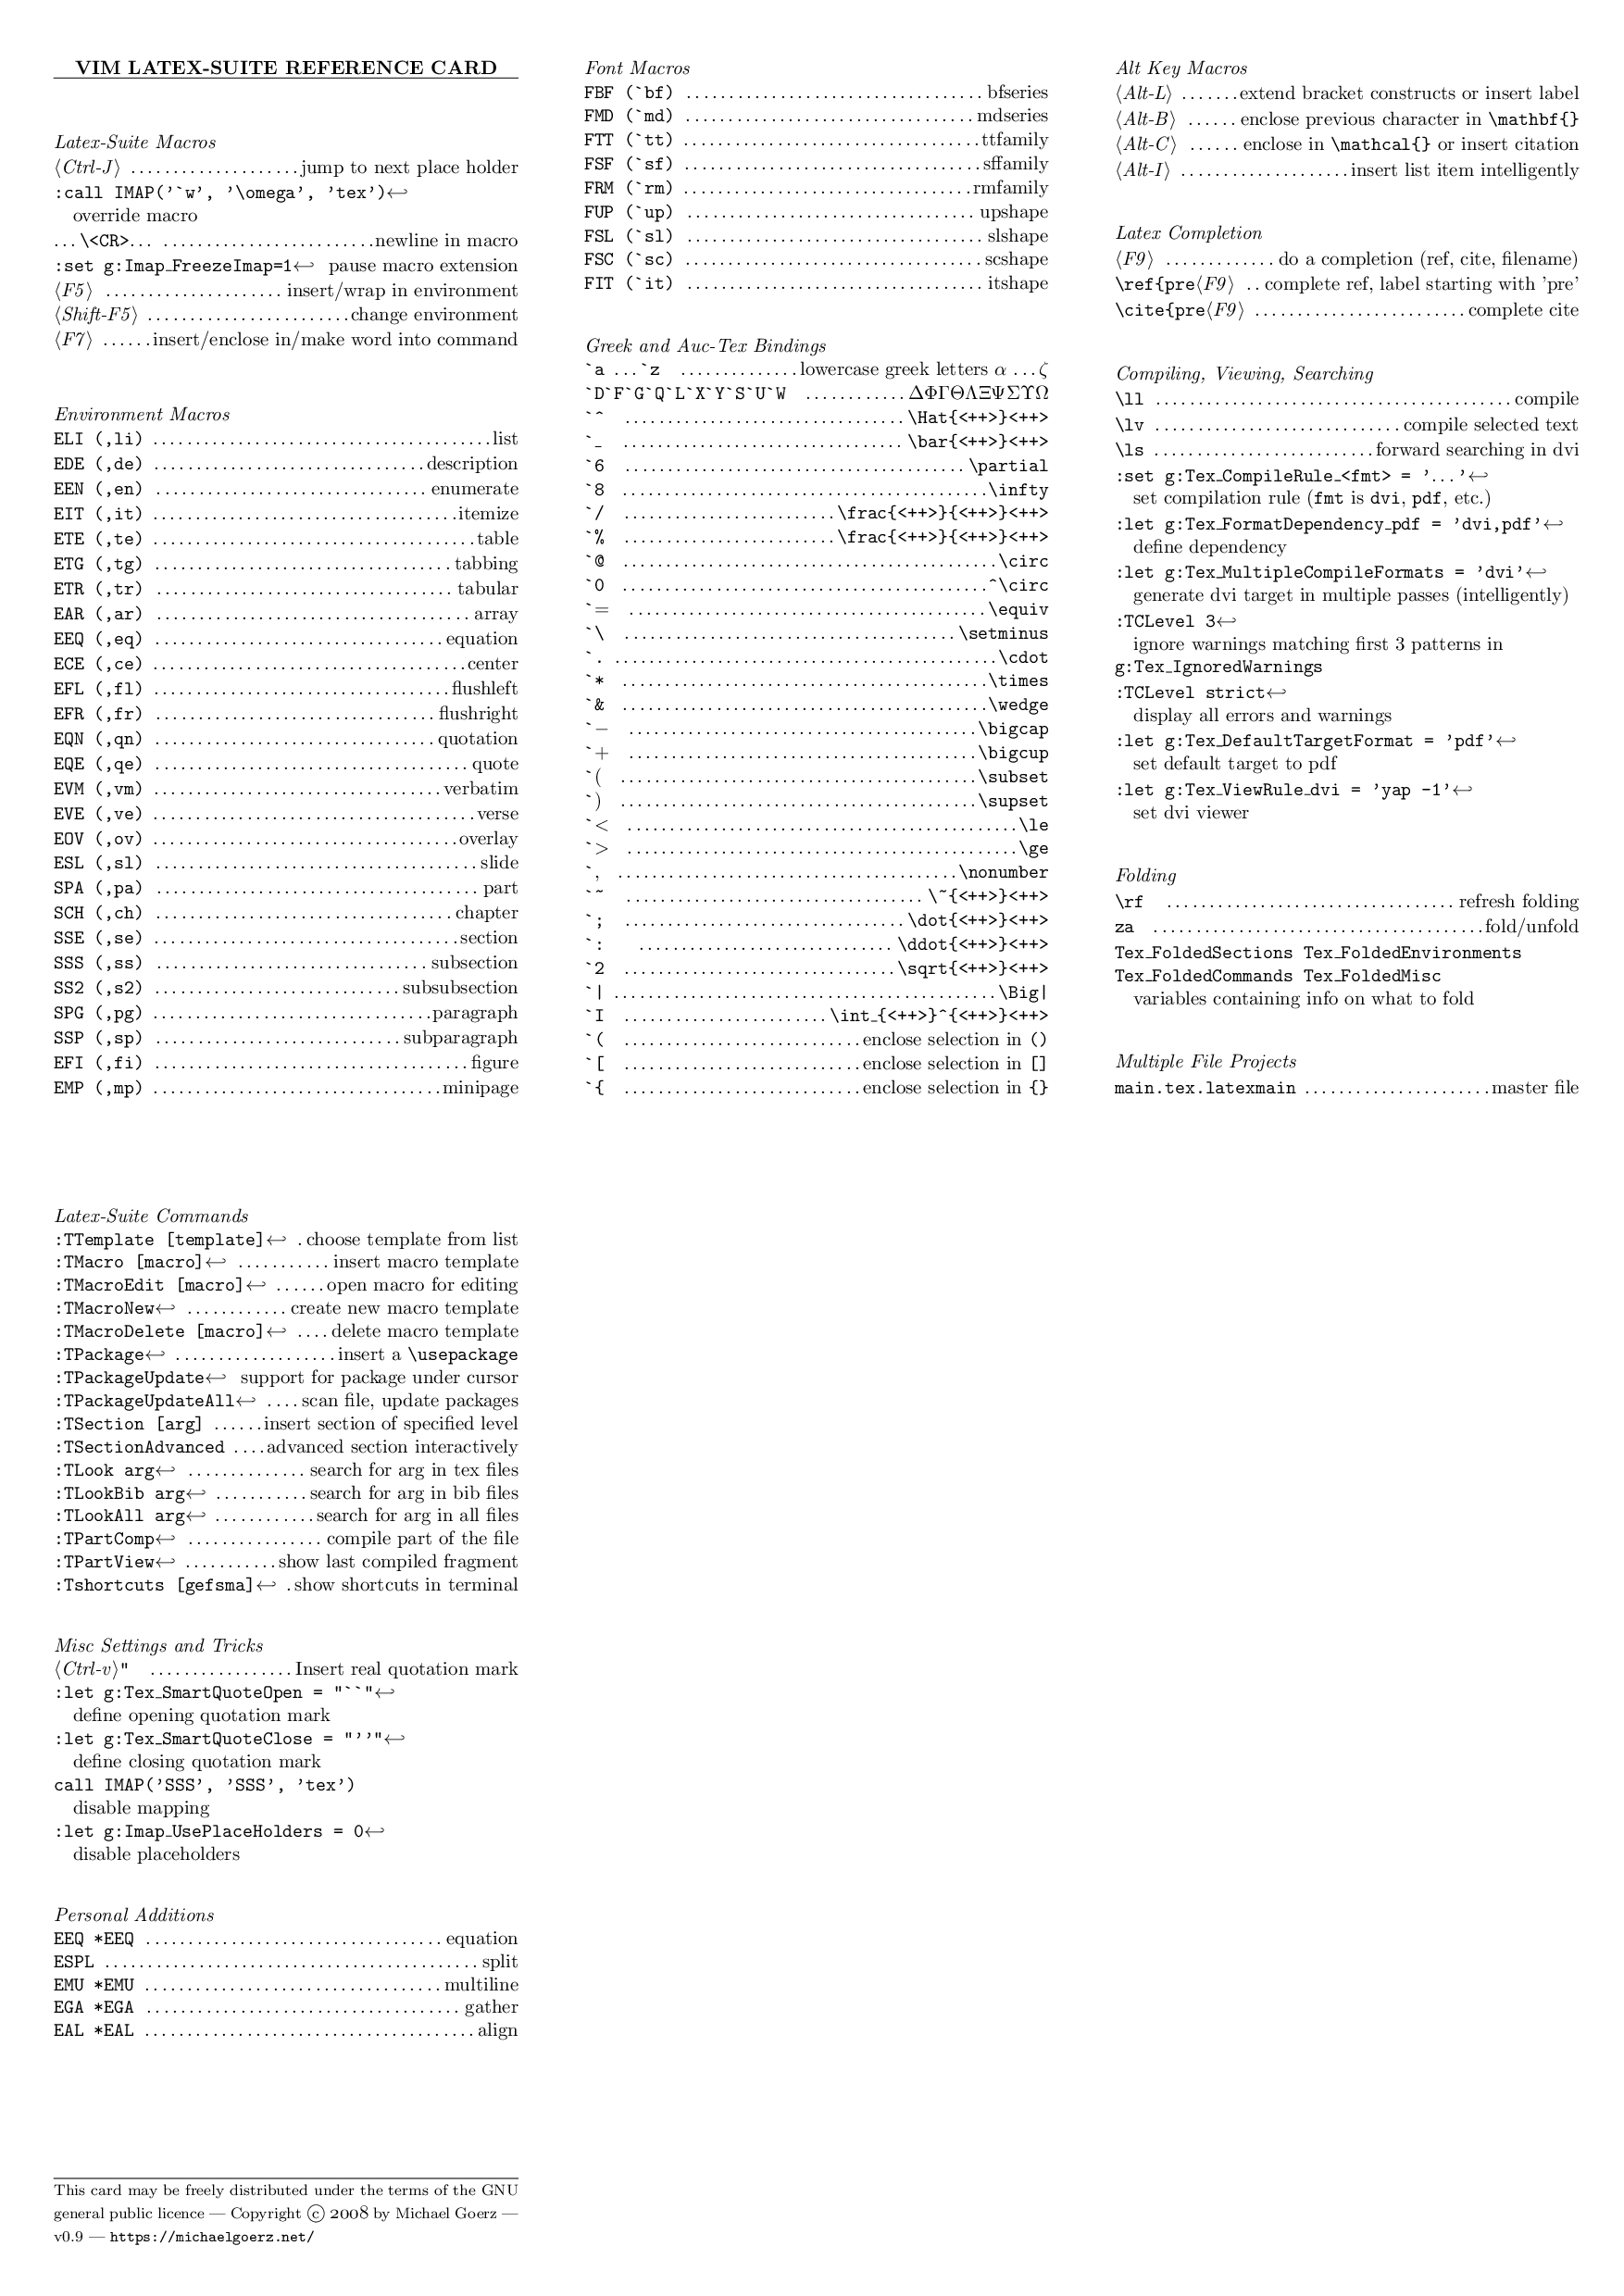 VIM LATEX-SUITE REFERENCE CARD
Latex-Suite Macros
⟨Ctrl-J⟩ ....................jump to next place holder
:call IMAP('`w', '\omega', 'tex')↩
override macro
...\<CR>... .........................newline in macro
:set g:Imap_FreezeImap=1↩ pause macro extension
⟨F5⟩ ..................... insert/wrap in environment
⟨Shift-F5⟩ ........................change environment
⟨F7⟩ ......insert/enclose in/make word into command
Environment Macros
ELI (,li) ........................................list
EDE (,de) ................................description
EEN (,en) ................................ enumerate
EIT (,it) ....................................itemize
ETE (,te) ......................................table
ETG (,tg) ................................... tabbing
ETR (,tr) ................................... tabular
EAR (,ar) ..................................... array
EEQ (,eq) ..................................equation
ECE (,ce) .....................................center
EFL (,fl) ...................................flushleft
EFR (,fr) ................................. flushright
EQN (,qn) ................................. quotation
EQE (,qe) ..................................... quote
EVM (,vm) ..................................verbatim
EVE (,ve) ......................................verse
EOV (,ov) ....................................overlay
ESL (,sl) ...................................... slide
SPA (,pa) ...................................... part
SCH (,ch) ................................... chapter
SSE (,se) ....................................section
SSS (,ss) ................................ subsection
SS2 (,s2) ............................. subsubsection
SPG (,pg) .................................paragraph
SSP (,sp) ............................. subparagraph
EFI (,fi) ..................................... figure
EMP (,mp) ..................................minipage
Font Macros
FBF (`bf) ................................... bfseries
FMD (`md) .................................. mdseries
FTT (`tt) ...................................ttfamily
FSF (`sf) ................................... sffamily
FRM (`rm) ..................................rmfamily
FUP (`up) .................................. upshape
FSL (`sl) ................................... slshape
FSC (`sc) ................................... scshape
FIT (`it) ................................... itshape
Greek and Auc-Tex Bindings
`a ...`z ..............lowercase greek letters α ...ζ
`D`F`G`Q`L`X`Y`S`U`W ............ΔΦΓΘΛΞΨΣΥΩ
`^ .................................\Hat{<++>}<++>
`_ .................................\bar{<++>}<++>
`6 ........................................\partial
`8 ...........................................\infty
`/ .........................\frac{<++>}{<++>}<++>
`% .........................\frac{<++>}{<++>}<++>
`@ ............................................\circ
`0 ...........................................^\circ
`= ..........................................\equiv
`\ .......................................\setminus
`. .............................................\cdot
`* ...........................................\times
`& ...........................................\wedge
`− .........................................\bigcap
`+ .........................................\bigcup
`( ..........................................\subset
`) ..........................................\supset
`< ..............................................\le
`> ..............................................\ge
`, ........................................\nonumber
`~ ................................... \~{<++>}<++>
`; .................................\dot{<++>}<++>
`: .............................. \ddot{<++>}<++>
`2 ................................\sqrt{<++>}<++>
`| .............................................\Big|
`I ........................\int_{<++>}^{<++>}<++>
`( ............................enclose selection in ()
`[ ............................enclose selection in []
`{ ............................enclose selection in {}
Alt Key Macros
⟨Alt-L⟩ .......extend bracket constructs or insert label
⟨Alt-B⟩ ...... enclose previous character in \mathbf{}
⟨Alt-C⟩ ...... enclose in \mathcal{} or insert citation
⟨Alt-I⟩ ....................insert list item intelligently
Latex Completion
⟨F9⟩ ............. do a completion (ref, cite, filename)
\ref{pre⟨F9⟩ .. complete ref, label starting with 'pre'
\cite{pre⟨F9⟩ ......................... complete cite
Compiling, Viewing, Searching
\ll .......................................... compile
\lv ............................. compile selected text
\ls ..........................forward searching in dvi
:set g:Tex_CompileRule_<fmt> = '...'↩
set compilation rule (fmt is dvi, pdf, etc.)
:let g:Tex_FormatDependency_pdf = 'dvi,pdf'↩
define dependency
:let g:Tex_MultipleCompileFormats = 'dvi'↩
generate dvi target in multiple passes (intelligently)
:TCLevel 3↩
ignore warnings matching first 3 patterns in
g:Tex_IgnoredWarnings
:TCLevel strict↩
display all errors and warnings
:let g:Tex_DefaultTargetFormat = 'pdf'↩
set default target to pdf
:let g:Tex_ViewRule_dvi = 'yap -1'↩
set dvi viewer
Folding
\rf .................................. refresh folding
za .......................................fold/unfold
Tex_FoldedSections Tex_FoldedEnvironments
Tex_FoldedCommands Tex_FoldedMisc
variables containing info on what to fold
Multiple File Projects
main.tex.latexmain ......................master file
Latex-Suite Commands
:TTemplate [template]↩ .choose template from list
:TMacro [macro]↩ ........... insert macro template
:TMacroEdit [macro]↩ ......open macro for editing
:TMacroNew↩ ............ create new macro template
:TMacroDelete [macro]↩ ....delete macro template
:TPackage↩ ...................insert a \usepackage
:TPackageUpdate↩ support for package under cursor
:TPackageUpdateAll↩ ....scan file, update packages
:TSection [arg] ......insert section of specified level
:TSectionAdvanced ....advanced section interactively
:TLook arg↩ .............. search for arg in tex files
:TLookBib arg↩ ...........search for arg in bib files
:TLookAll arg↩ ............search for arg in all files
:TPartComp↩ ................ compile part of the file
:TPartView↩ ...........show last compiled fragment
:Tshortcuts [gefsma]↩ .show shortcuts in terminal
Misc Settings and Tricks
⟨Ctrl-v⟩" .................Insert real quotation mark
:let g:Tex_SmartQuoteOpen = "``"↩
define opening quotation mark
:let g:Tex_SmartQuoteClose = "''"↩
define closing quotation mark
call IMAP('SSS', 'SSS', 'tex')
disable mapping
:let g:Imap_UsePlaceHolders = 0↩
disable placeholders
Personal Additions
EEQ *EEQ ................................... equation
ESPL ............................................ split
EMU *EMU ...................................multiline
EGA *EGA ..................................... gather
EAL *EAL .......................................align
This card may be freely distributed under the terms of the GNU
general public licence — Copyright © 2008 by Michael Goerz —
v0.9 — https://michaelgoerz.net/